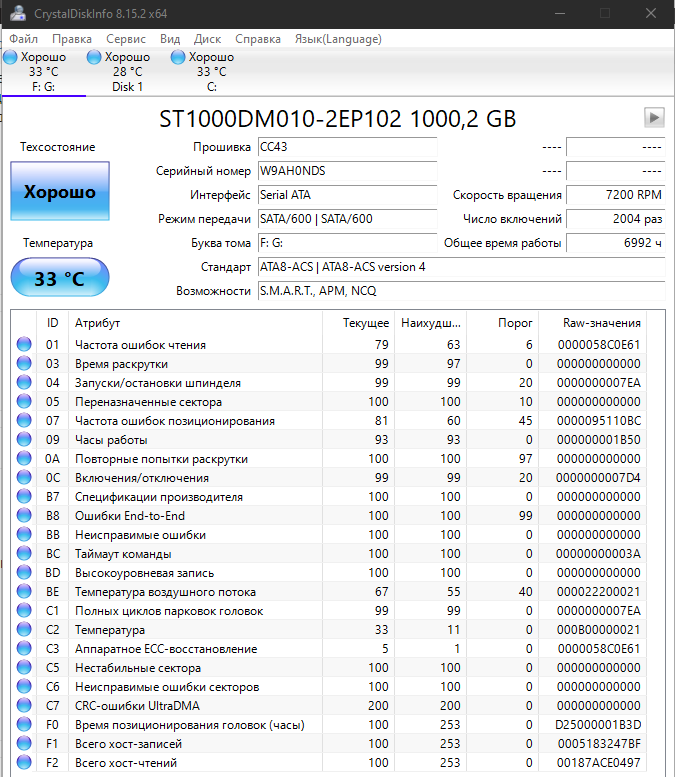 CrystalDiskInfo 8.15.2 x64
Файл Правка Сервис Вид Диск Справка Язык(Language)
Хорошо Хорошо Хорошо
33 °C 28 °C 33 °C
F: G: Disk 1 C:
ST1000DM010-2EP102 1000,2 GB
Техсостояние Прошивка CC43 ---- ----
Серийный номер W9AH0NDS ---- ----
Хорошо Интерфейс Serial ATA Скорость вращения 7200 RPM
Режим передачи SATA/600 | SATA/600 Число включений 2004 раз
Температура Буква тома F: G: Общее время работы 6992 ч
33 °C Стандарт ATA8-ACS | ATA8-ACS version 4
Возможности S.M.A.R.T., APM, NCQ
ID Атрибут Текущее Наихудш... Порог Raw-значения
01 Частота ошибок чтения 79 63 6 0000058C0E61
03 Время раскрутки 99 97 0 000000000000
04 Запуски/остановки шпинделя 99 99 20 0000000007EA
05 Переназначенные сектора 100 100 10 000000000000
07 Частота ошибок позиционирования 81 60 45 0000095110BC
09 Часы работы 93 93 0 000000001B50
0A Повторные попытки раскрутки 100 100 97 000000000000
0C Включения/отключения 99 99 20 0000000007D4
B7 Спецификации производителя 100 100 0 000000000000
B8 Ошибки End-to-End 100 100 99 000000000000
BB Неисправимые ошибки 100 100 0 000000000000
BC Таймаут команды 100 100 0 00000000003A
BD Высокоуровневая запись 100 100 0 000000000000
BE Температура воздушного потока 67 55 40 000022200021
C1 Полных циклов парковок головок 99 99 0 0000000007EA
C2 Температура 33 11 0 000B00000021
C3 Аппаратное ECC-восстановление 5 1 0 0000058C0E61
C5 Нестабильные сектора 100 100 0 000000000000
C6 Неисправимые ошибки секторов 100 100 0 000000000000
C7 CRC-ошибки UltraDMA 200 200 0 000000000000
F0 Время позиционирования головок (часы) 100 253 0 D25000001B3D
F1 Всего хост-записей 100 253 0 0005183247BF
F2 Всего хост-чтений 100 253 0 00187ACE0497